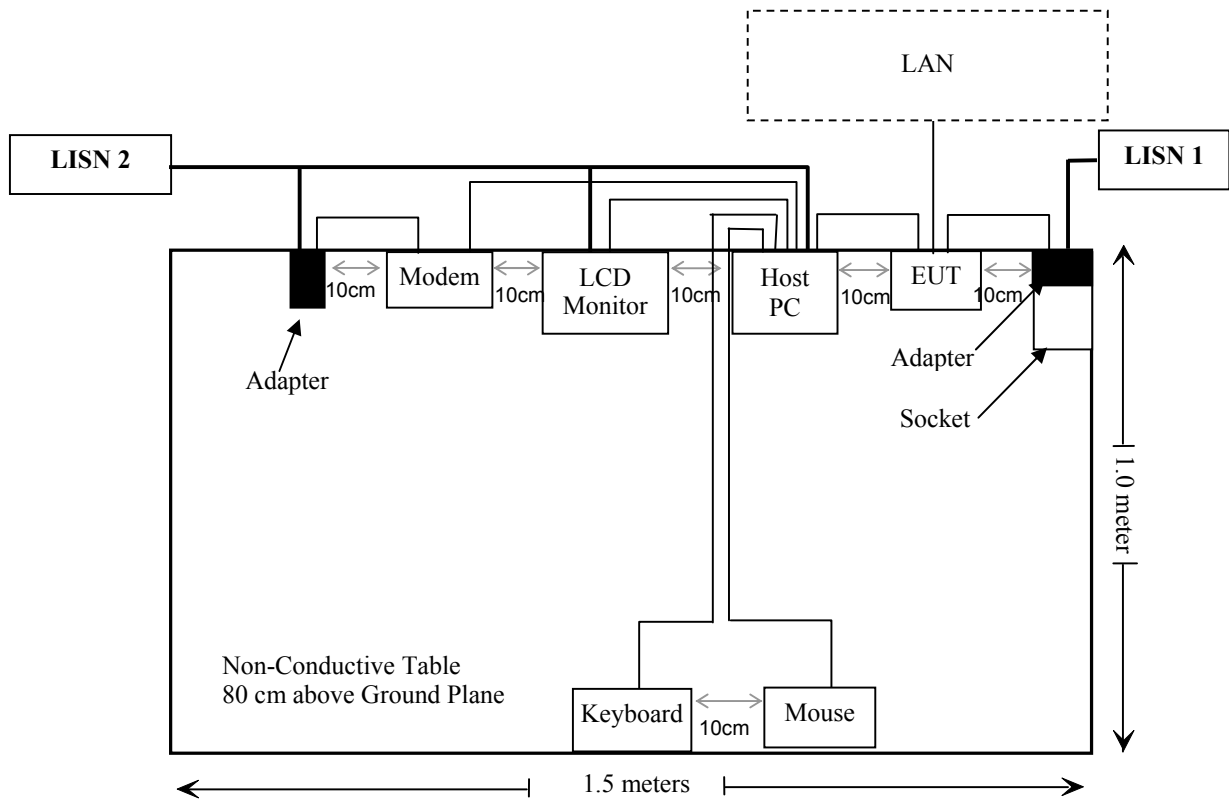 LAN
LISN 2
LISN 1
Modem
LCD
Monitor
Host
PC
EUT
10cm
10cm
10cm
10cm
10cm
Adapter
Adapter
Socket
1.0 meter
Non-Conductive Table
80 cm above Ground Plane
Keyboard
10cm
Mouse
1.5 meters